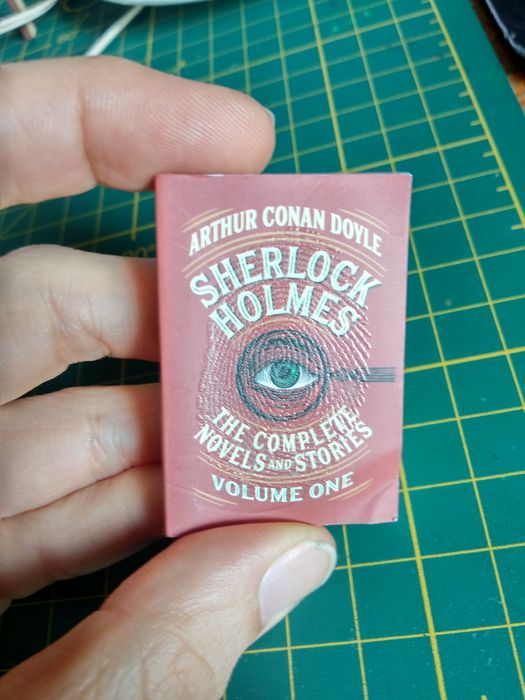 ARTHUR CONAN DOYLE
SHERLOCK
HOLMES
THE COMPLETE
NOVELS AND STORIES
VOLUME ONE